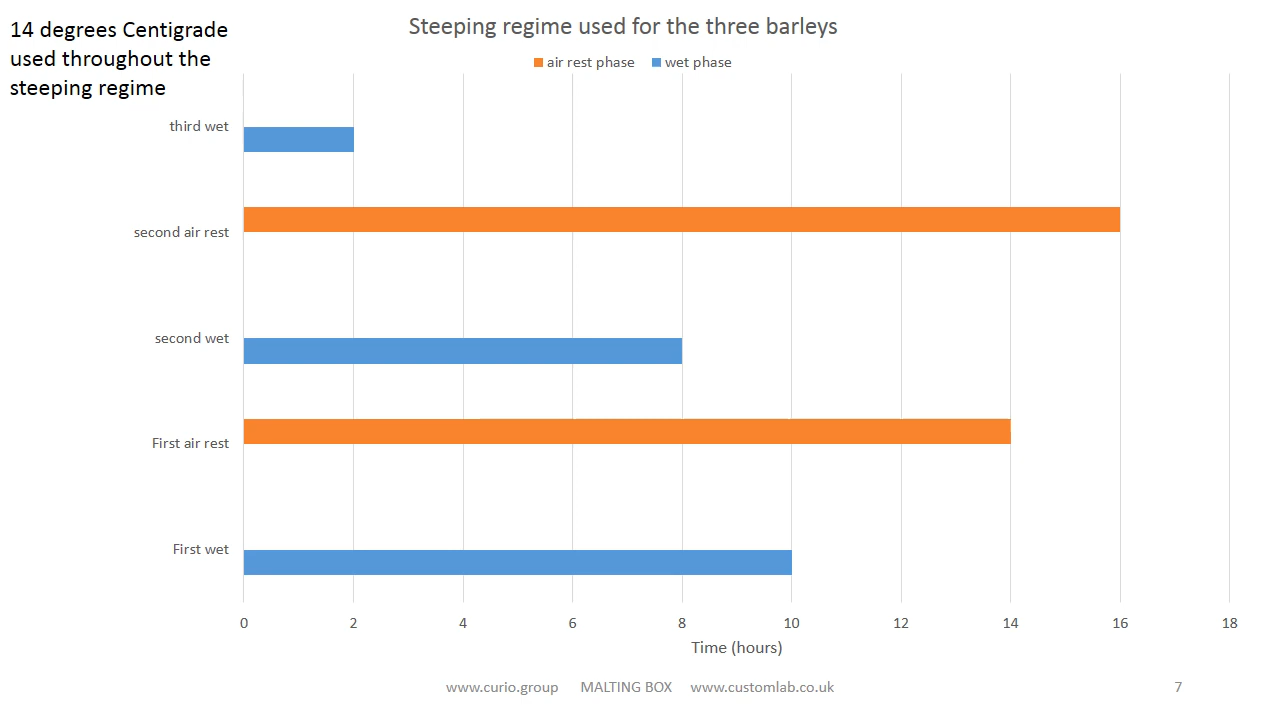 14 degrees Centigrade
used throughout the
steeping regime
Steeping regime used for the three barleys
air rest phase wet phase
third wet
second air rest
second wet
First air rest
First wet
0 2 4 6 8 10 12 14 16 18
Time (hours)
www.curio.group MALTING BOX www.customlab.co.uk 7